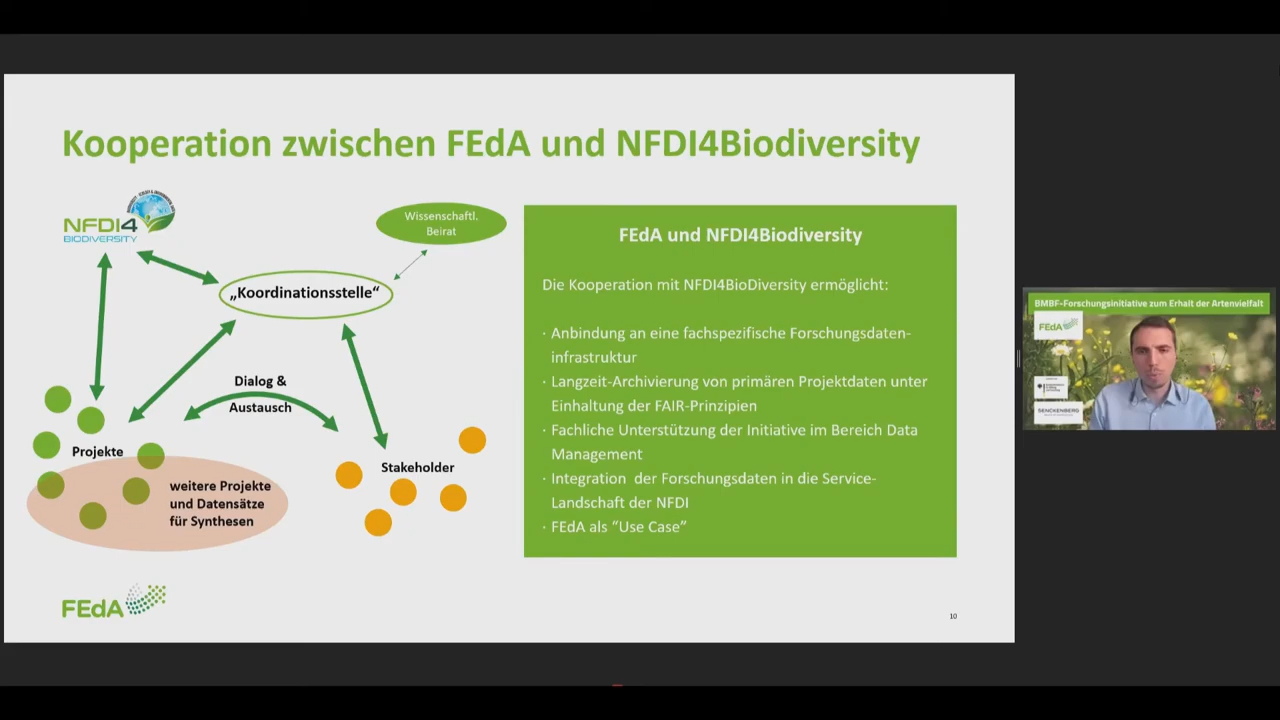 Kooperation zwischen FEdA und NFDI4Biodiversity
NFDI4
BIODIVERSITY
Wissenschaftl.
Beirat
„Koordinationsstelle“
Dialog &
Austausch
Projekte
Stakeholder
weitere Projekte
und Datensätze
für Synthesen
FEdA
FEdA und NFDI4Biodiversity
Die Kooperation mit NFDI4BioDiversity ermöglicht:
· Anbindung an eine fachspezifische Forschungsdaten-
infrastruktur
· Langzeit-Archivierung von primären Projektdaten unter
Einhaltung der FAIR-Prinzipien
· Fachliche Unterstützung der Initiative im Bereich Data
Management
· Integration  der Forschungsdaten in die Service-
Landschaft der NFDI
· FEdA als “Use Case”
10
BMBF-Forschungsinitiative zum Erhalt der Artenvielfalt
FEdA
SENCKENBERG